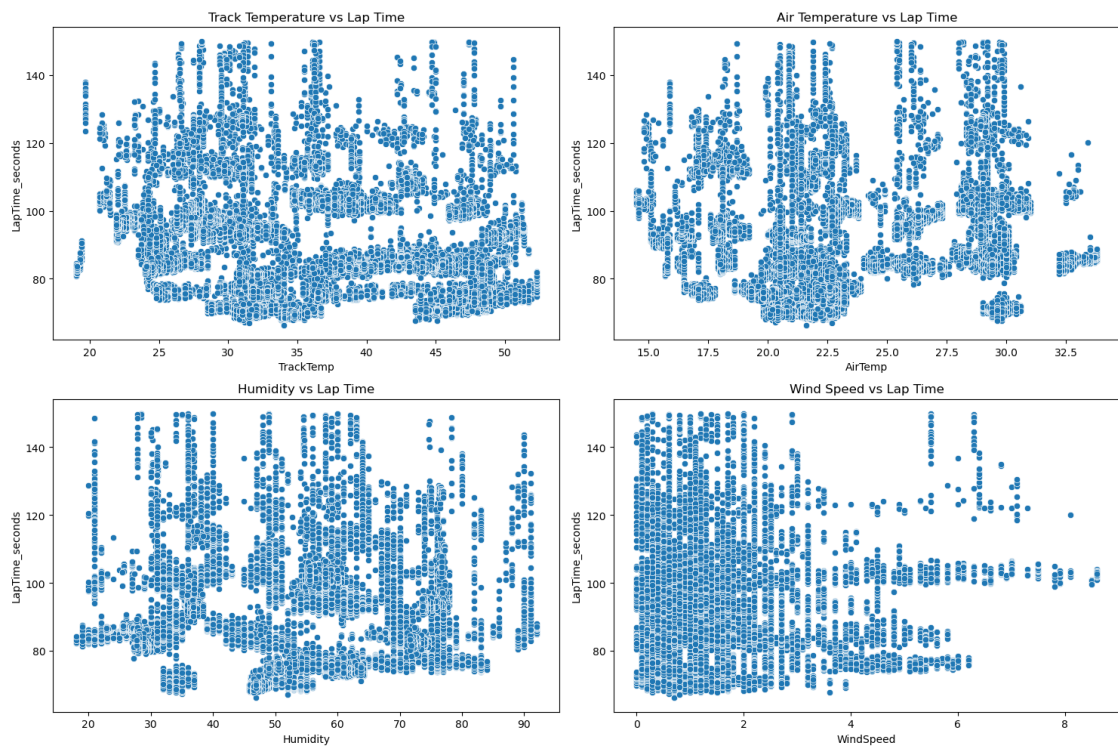 Track Temperature vs Lap Time
LapTime_seconds
140
120
100
80
20 25 30 35 40 45 50
TrackTemp
Air Temperature vs Lap Time
LapTime_seconds
140
120
100
80
15.0 17.5 20.0 22.5 25.0 27.5 30.0 32.5
AirTemp
Humidity vs Lap Time
LapTime_seconds
140
120
100
80
20 30 40 50 60 70 80 90
Humidity
Wind Speed vs Lap Time
LapTime_seconds
140
120
100
80
0 2 4 6 8
WindSpeed